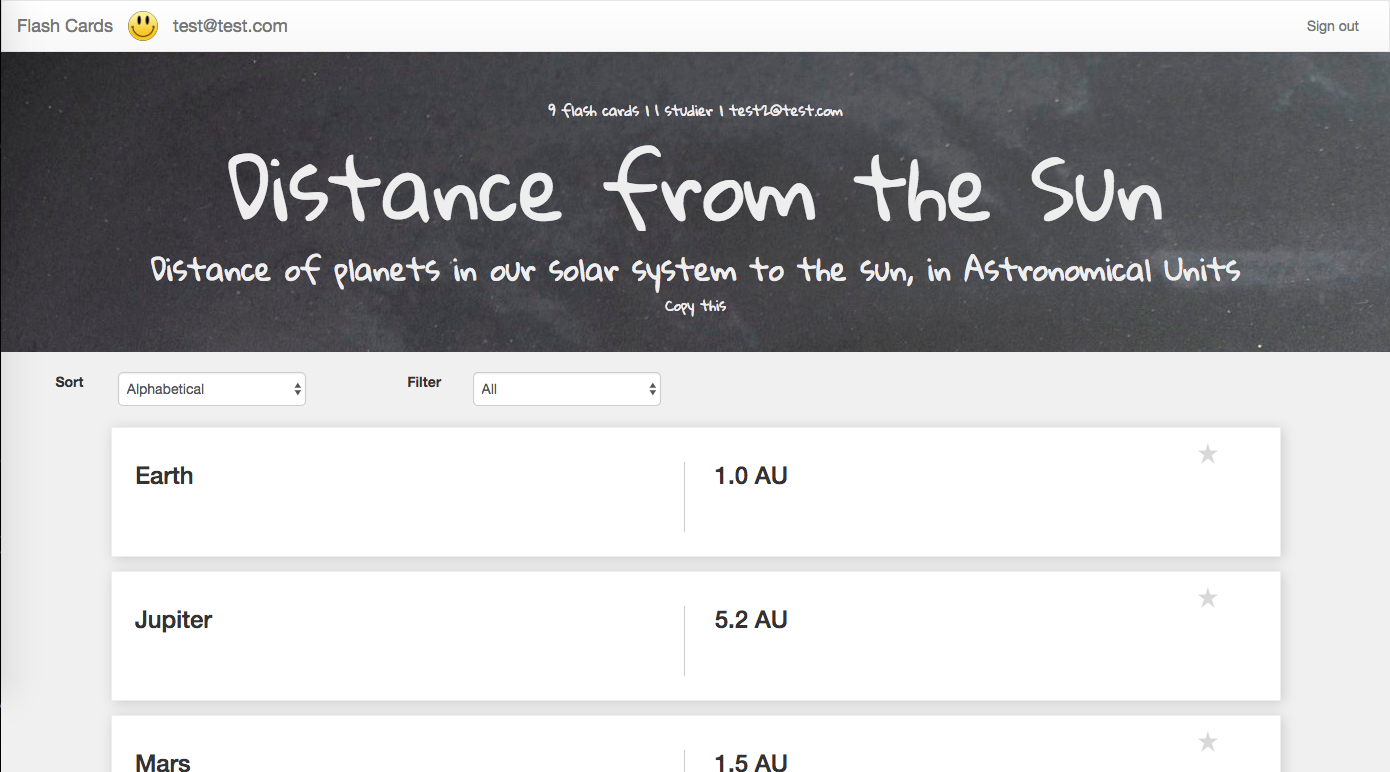 Flash Cards test@test.com Sign out
9 flash cards | 1 studier | test2@test.com
Distance from the Sun
Distance of planets in our solar system to the sun, in Astronomical Units
Copy this
Sort Alphabetical Filter All
Earth 1.0 AU
Jupiter 5.2 AU
Mars 1.5 AU